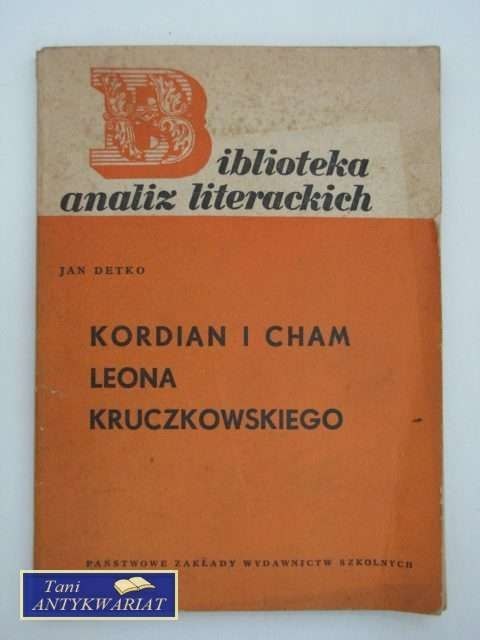 Biblioteka
analiz literackich
JAN DETKO
KORDIAN I CHAM
LEONA
KRUCZKOWSKIEGO
PAŃSTWOWE ZAKŁADY WYDAWNICTW SZKOLNYCH
Tani
ANTYKWARIAT